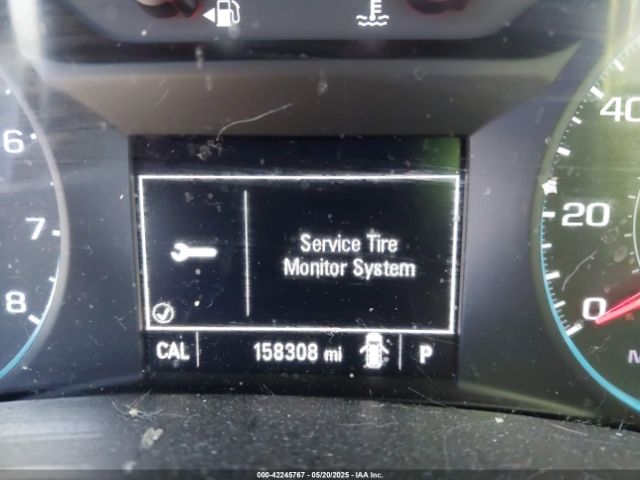 6
7
8
40
20
0
M
Service Tire
Monitor System
CAL 158308 mi P
000-42245767 - 05/20/2025 - IAA Inc.